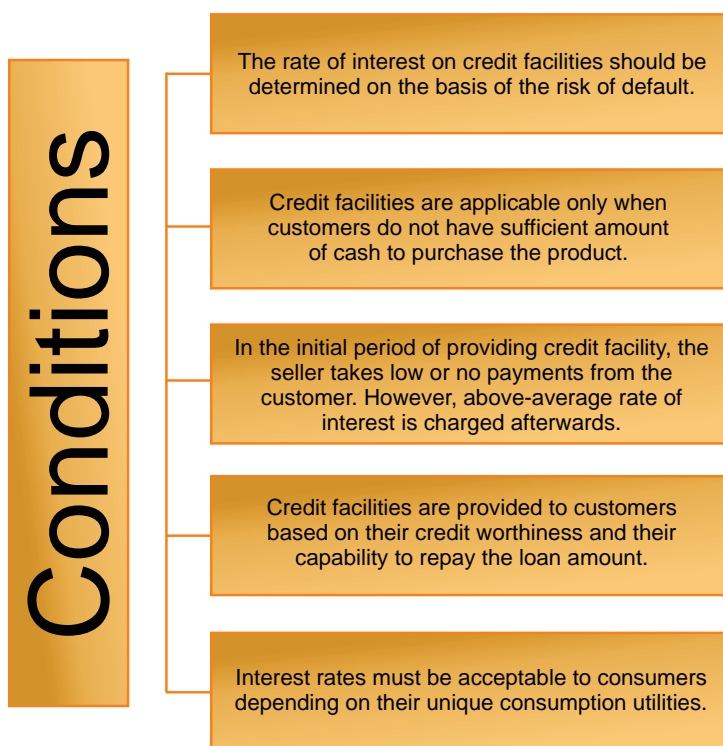 Conditions
The rate of interest on credit facilities should be
determined on the basis of the risk of default.
Credit facilities are applicable only when
customers do not have sufficient amount
of cash to purchase the product.
In the initial period of providing credit facility, the
seller takes low or no payments from the
customer. However, above-average rate of
interest is charged afterwards.
Credit facilities are provided to customers
based on their credit worthiness and their
capability to repay the loan amount.
Interest rates must be acceptable to consumers
depending on their unique consumption utilities.